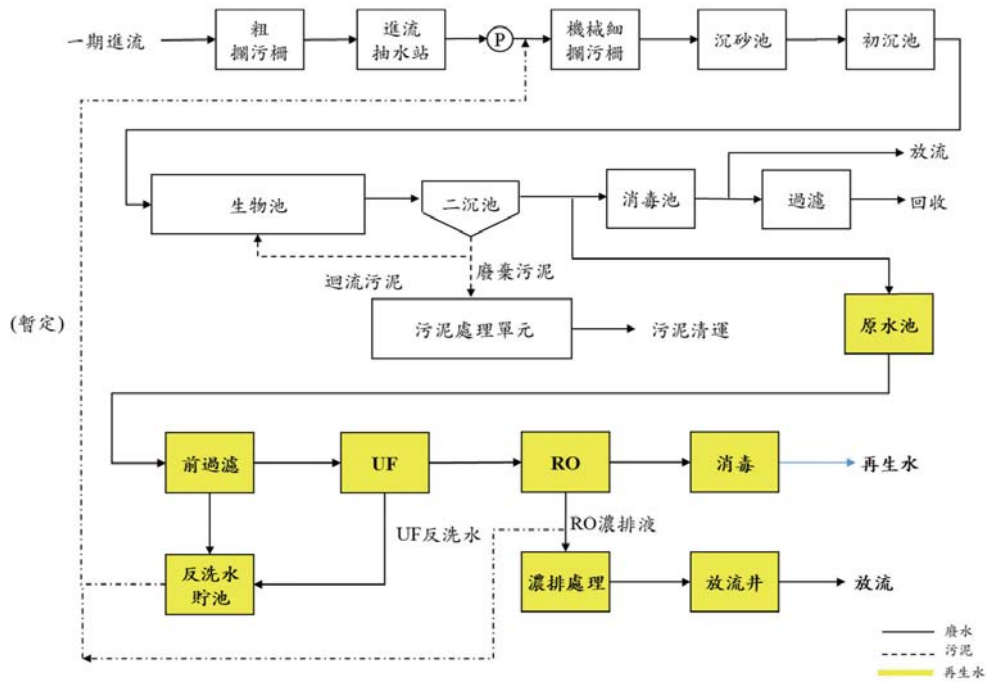 一期進流
粗
攔污柵
進流
抽水站
P
機械細
攔污柵
沉砂池
初沉池
生物池
二沉池
消毒池
過濾
放流
回收
迴流污泥
廢棄污泥
(暫定)
污泥處理單元
污泥清運
原水池
前過濾
UF
RO
消毒
再生水
UF反洗水
RO濃排液
反洗水
貯池
濃排處理
放流井
放流
廢水
污泥
再生水